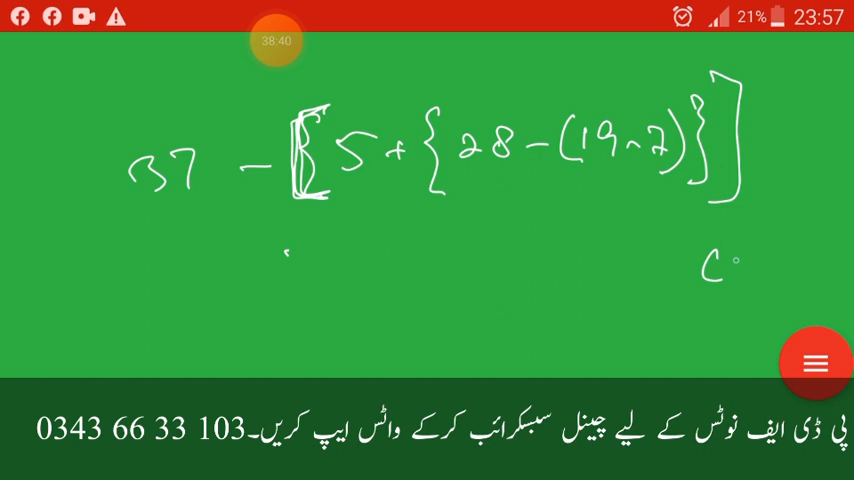 21% 23:57
38:40
37 - [5 + {28 - (19 - 7)}]
C
پی ڈی ایف نوٹس کے لیے چینل سبسکرائب کرکے واٹس ایپ کریں۔103 33 66 0343